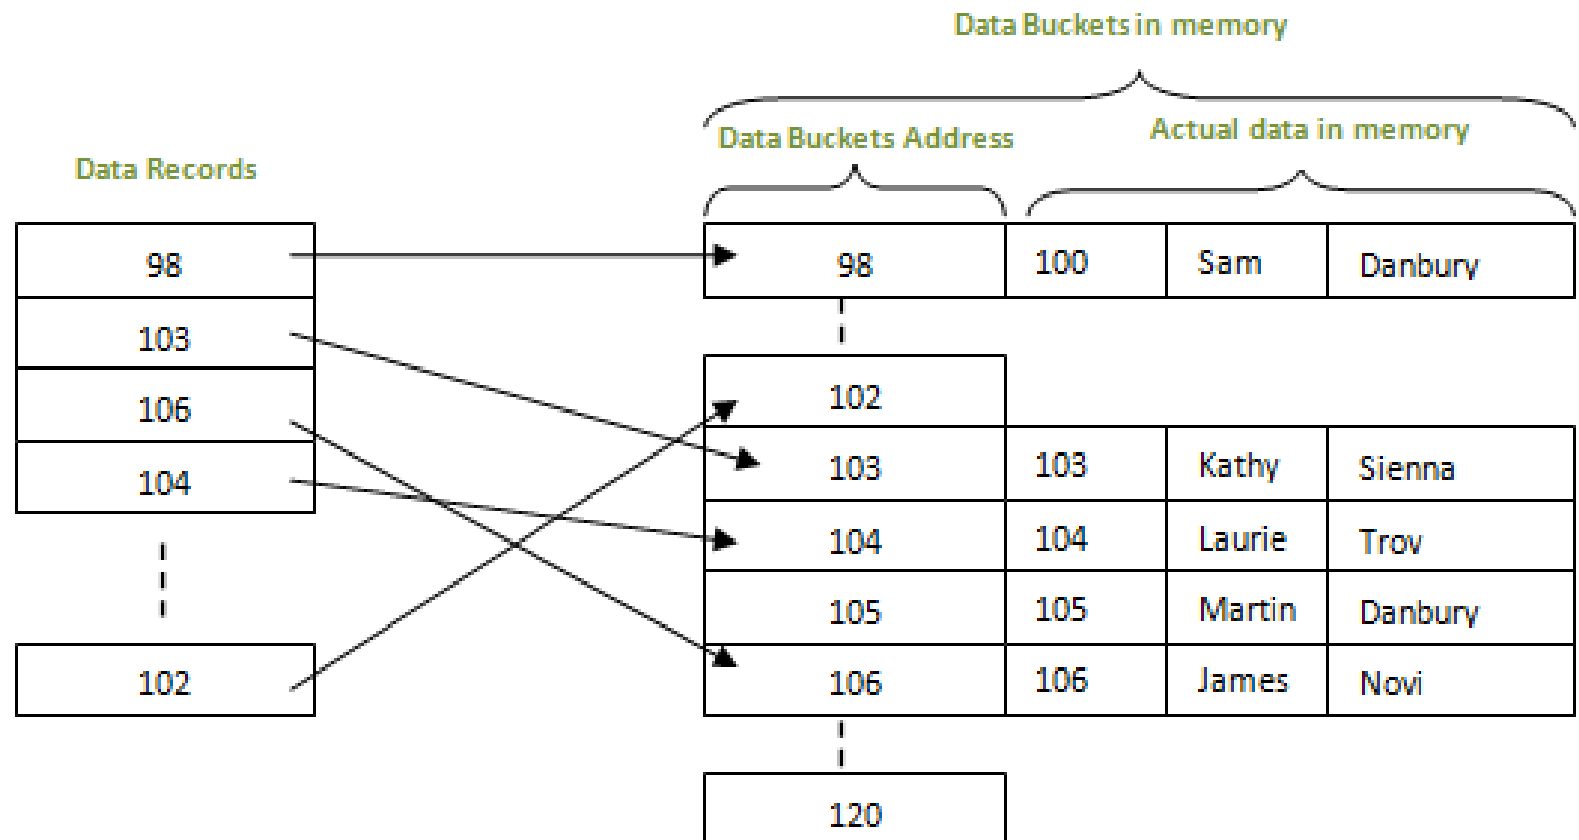 Data Buckets in memory
Data Buckets Address
Actual data in memory
Data Records
98
98 100 Sam Danbury
103
102
106
103 103 Kathy Sienna
104
104 104 Laurie Trov
105 105 Martin Danbury
102
106 106 James Novi
120